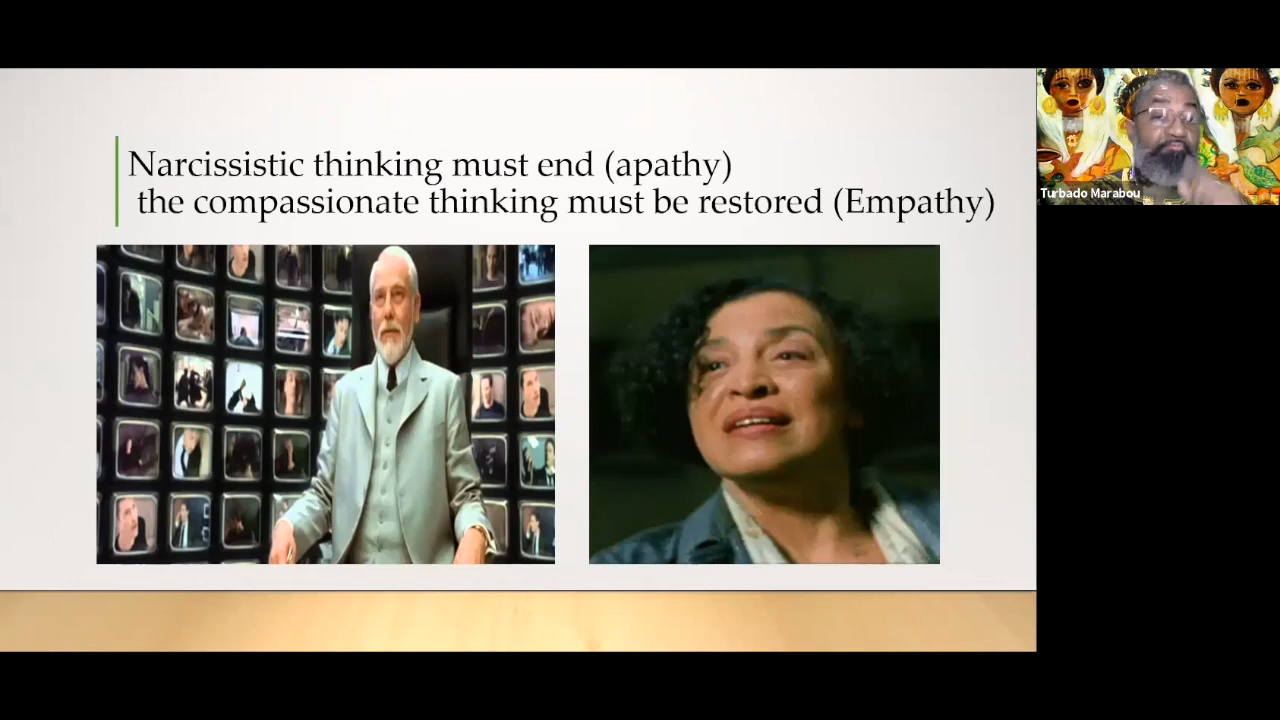 Narcissistic thinking must end (apathy)
the compassionate thinking must be restored (Empathy)
Turbado Marabou